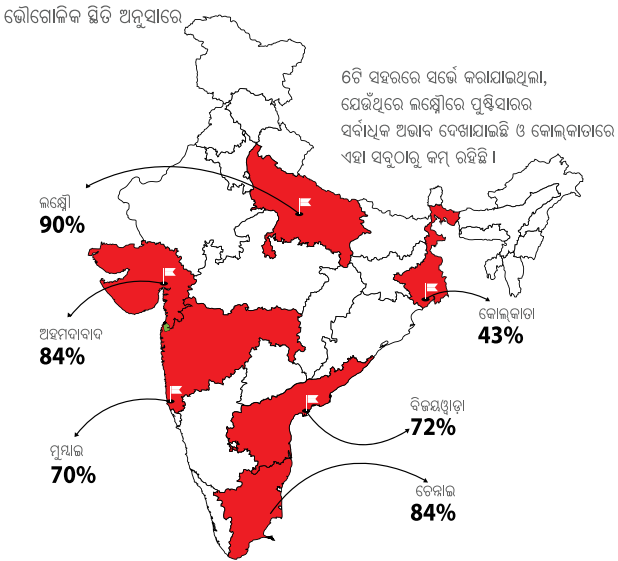 ଭୌଗୋଳିକ ସ୍ଥିତି ଅନୁସାରେ
6ଟି ସହରରେ ସର୍ଭେ କରାଯାଇଥିଲା,
ଯେଉଁଥିରେ ଲକ୍ଷ୍ନୌରେ ପୁଷ୍ଟିସାରର
ସର୍ବାଧିକ ଅଭାବ ଦେଖାଯାଇଛି ଓ କୋଲ୍‌କାତାରେ
ଏହା ସବୁଠାରୁ କମ୍ ରହିଛି ।
ଲକ୍ଷ୍ନୌ
90%
ଅହମଦାବାଦ
84%
ମୁମ୍ବାଇ
70%
କୋଲ୍‌କାତା
43%
ବିଜୟୱାଡ଼ା
72%
ଚେନ୍ନାଇ
84%